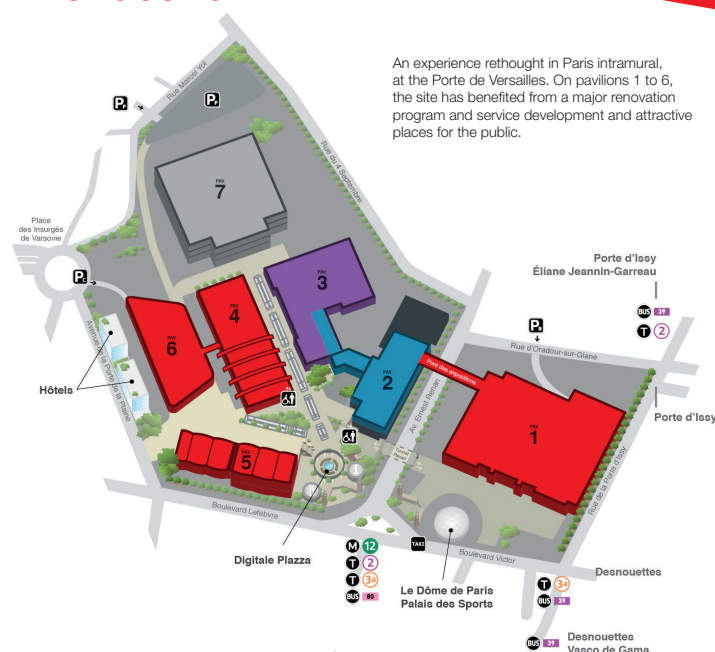 An experience rethought in Paris intramural,
at the Porte de Versailles. On pavilions 1 to 6,
the site has benefited from a major renovation
program and service development and attractive
places for the public.
Rue Marcel Yol
P
P
Rue du 4 Septembre
PAV.
7
Place
des Insurgés
de Varsovie
P
PAV.
3
PAV.
4
PAV.
6
Porte d'Issy
Éliane Jeannin-Garreau
BUS 39
T 2
P
Rue d'Oradour-sur-Glane
Hôtels
Avenue de la Porte de la Plaine
PAV.
2
Pont des expositions
Av. Ernest Renan
PAV.
1
Porte d'Issy
Rue de la Porte d'Issy
PAV.
5
Tunnel
Renan
Boulevard Lefebvre
Digitale Plazza
M 12
T 2
T 3a
BUS 80
TAXI
Boulevard Victor
Le Dôme de Paris
Palais des Sports
Desnouettes
T 3a
BUS 39
BUS 39
Desnouettes
Vasco de Gama